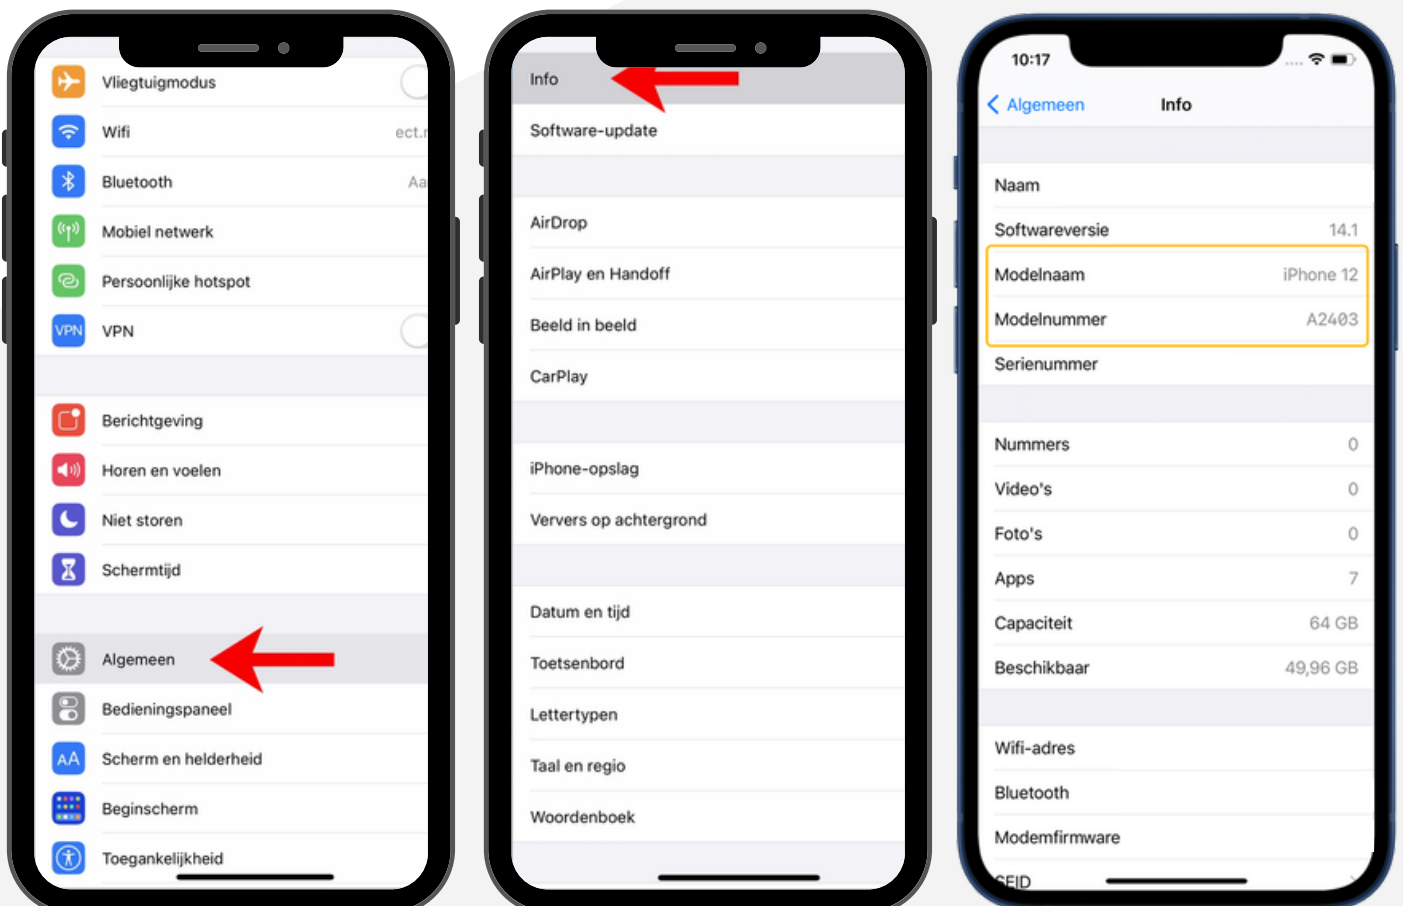 Vliegtuigmodus
Wifi ect.r
Bluetooth Aa
Mobiel netwerk
Persoonlijke hotspot
VPN VPN
Berichtgeving
Horen en voelen
Niet storen
Schermtijd
Algemeen
Bedieningspaneel
AA Scherm en helderheid
Beginscherm
Toegankelijkheid
Info
Software-update
AirDrop
AirPlay en Handoff
Beeld in beeld
CarPlay
iPhone-opslag
Ververs op achtergrond
Datum en tijd
Toetsenbord
Lettertypen
Taal en regio
Woordenboek
10:17
Algemeen Info
Naam
Softwareversie 14.1
Modelnaam iPhone 12
Modelnummer A2403
Serienummer
Nummers 0
Video's 0
Foto's 0
Apps 7
Capaciteit 64 GB
Beschikbaar 49,96 GB
Wifi-adres
Bluetooth
Modemfirmware
SEID